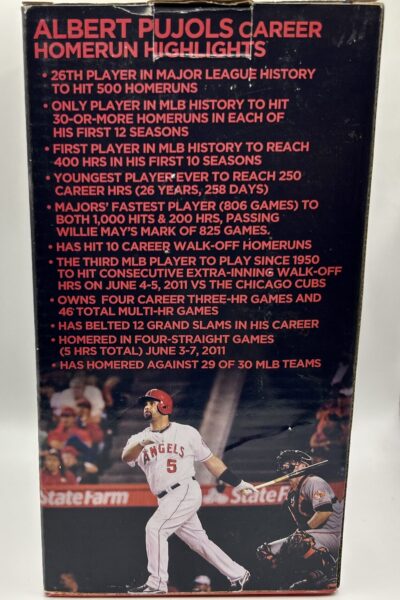 ALBERT PUJOLS CAREER
HOMERUN HIGHLIGHTS
• 26TH PLAYER IN MAJOR LEAGUE HISTORY
TO HIT 500 HOMERUNS
• ONLY PLAYER IN MLB HISTORY TO HIT
30-OR-MORE HOMERUNS IN EACH OF
HIS FIRST 12 SEASONS
• FIRST PLAYER IN MLB HISTORY TO REACH
400 HRS IN HIS FIRST 10 SEASONS
• YOUNGEST PLAYER EVER TO REACH 250
CAREER HRS (26 YEARS, 258 DAYS)
• MAJORS' FASTEST PLAYER (806 GAMES) TO
BOTH 1,000 HITS & 200 HRS, PASSING
WILLIE MAY'S MARK OF 825 GAMES.
• HAS HIT 10 CAREER WALK-OFF HOMERUNS
• THE THIRD MLB PLAYER TO PLAY SINCE 1950
TO HIT CONSECUTIVE EXTRA-INNING WALK-OFF
HRS ON JUNE 4-5, 2011 VS THE CHICAGO CUBS
• OWNS FOUR CAREER THREE-HR GAMES AND
46 TOTAL MULTI-HR GAMES
• HAS BELTED 12 GRAND SLAMS IN HIS CAREER
• HOMERED IN FOUR-STRAIGHT GAMES
(5 HRS TOTAL) JUNE 3-7, 2011
• HAS HOMERED AGAINST 29 OF 30 MLB TEAMS
ANGELS
5
State Farm
State Farm